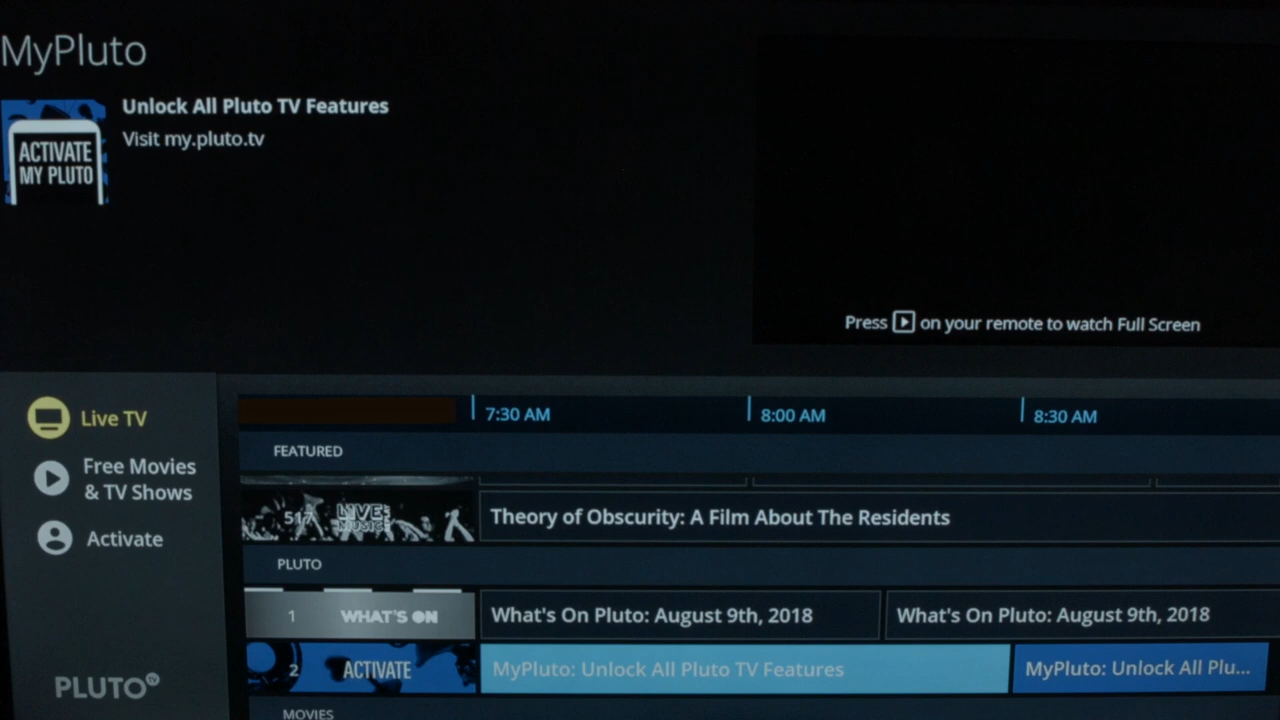 MyPluto
Unlock All Pluto TV Features
Visit my.pluto.tv
ACTIVATE
MY PLUTO
Press on your remote to watch Full Screen
Live TV
Free Movies
& TV Shows
Activate
PLUTO TV
7:30 AM 8:00 AM 8:30 AM
FEATURED
517 LIVE MUSIC Theory of Obscurity: A Film About The Residents
PLUTO
1 WHAT'S ON What's On Pluto: August 9th, 2018 What's On Pluto: August 9th, 2018
2 ACTIVATE MyPluto: Unlock All Pluto TV Features MyPluto: Unlock All Plu...
MOVIES